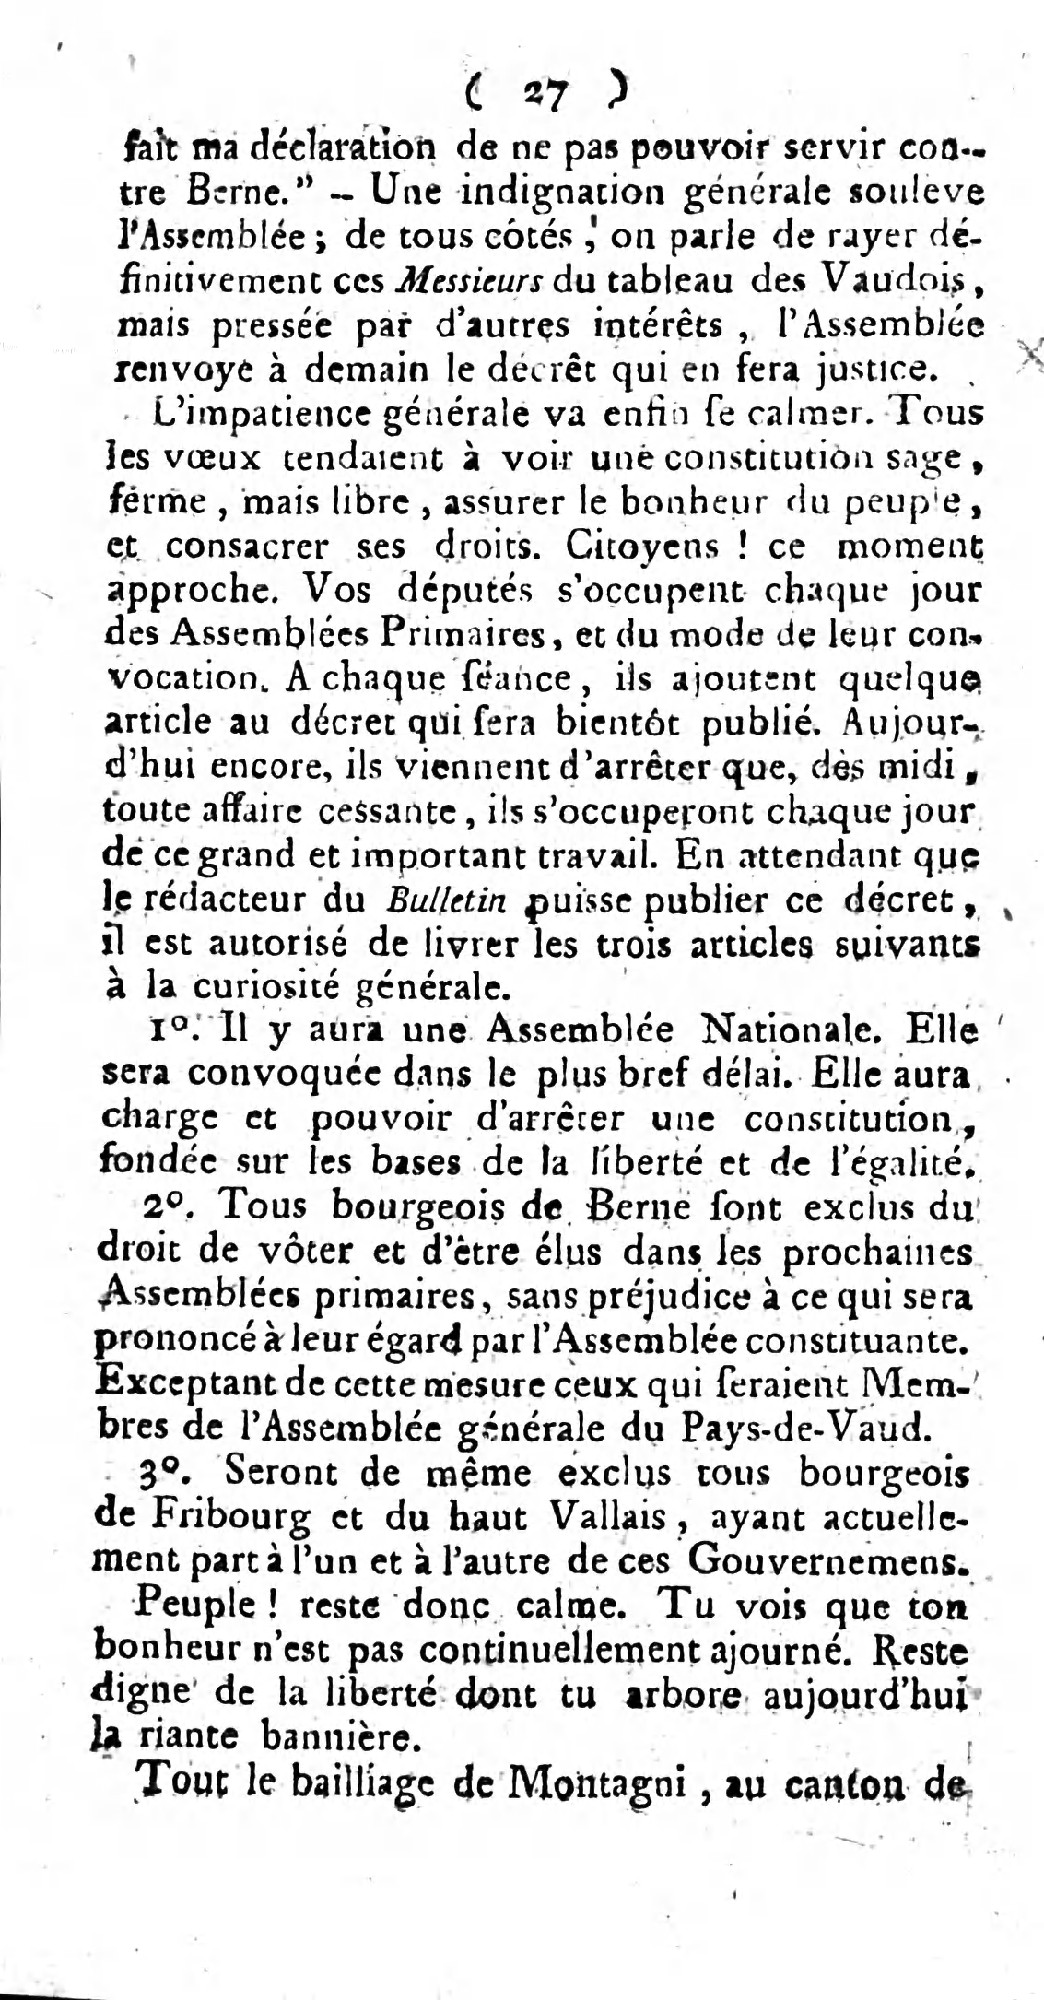 ( 27 )
fait ma déclaration de ne pas pouvoir servir con-
tre Berne." – Une indignation générale souleve
l'Assemblée ; de tous côtés , on parle de rayer dé-
finitivement ces Messieurs du tableau des Vaudois ,
mais pressée par d'autres intérêts , l'Assemblée
renvoye à demain le décrêt qui en fera justice.
L'impatience générale va enfin ſe calmer. Tous
les vœux tendaient à voir une constitution sage ,
ferme , mais libre , assurer le bonheur du peuple ,
et consacrer ses droits. Citoyens ! ce moment
approche. Vos députés s'occupent chaque jour
des Assemblées Primaires , et du mode de leur con-
vocation. A chaque ſéance , ils ajoutent quelque
article au décret qui ſera bientôt publié. Aujour-
d'hui encore, ils viennent d'arrêter que, dès midi ,
toute affaire cessante , ils s'occuperont chaque jour
de ce grand et important travail. En attendant que
le rédacteur du Bulletin puisse publier ce décret ,
il est autorisé de livrer les trois articles suivants
à la curiosité générale.
1º. Il y aura une Assemblée Nationale. Elle
sera convoquée dans le plus bref délai. Elle aura
charge et pouvoir d'arrêter une constitution ,
fondée sur les bases de la liberté et de l'égalité.
2º. Tous bourgeois de Berne ſont exclus du
droit de vôter et d'être élus dans les prochaines
Assemblées primaires , sans préjudice à ce qui sera
prononcé à leur égard par l'Assemblée constituante.
Exceptant de cette mesure ceux qui ſeraient Mem-
bres de l'Assemblée générale du Pays-de-Vaud.
3º. Seront de même exclus tous bourgeois
de Fribourg et du haut Vallais , ayant actuelle-
ment part à l'un et à l'autre de ces Gouvernemens.
Peuple ! reste donc calme. Tu vois que ton
bonheur n'est pas continuellement ajourné. Reste
digne de la liberté dont tu arbore aujourd'hui
la riante bannière.
Tout le bailliage de Montagni , au canton de